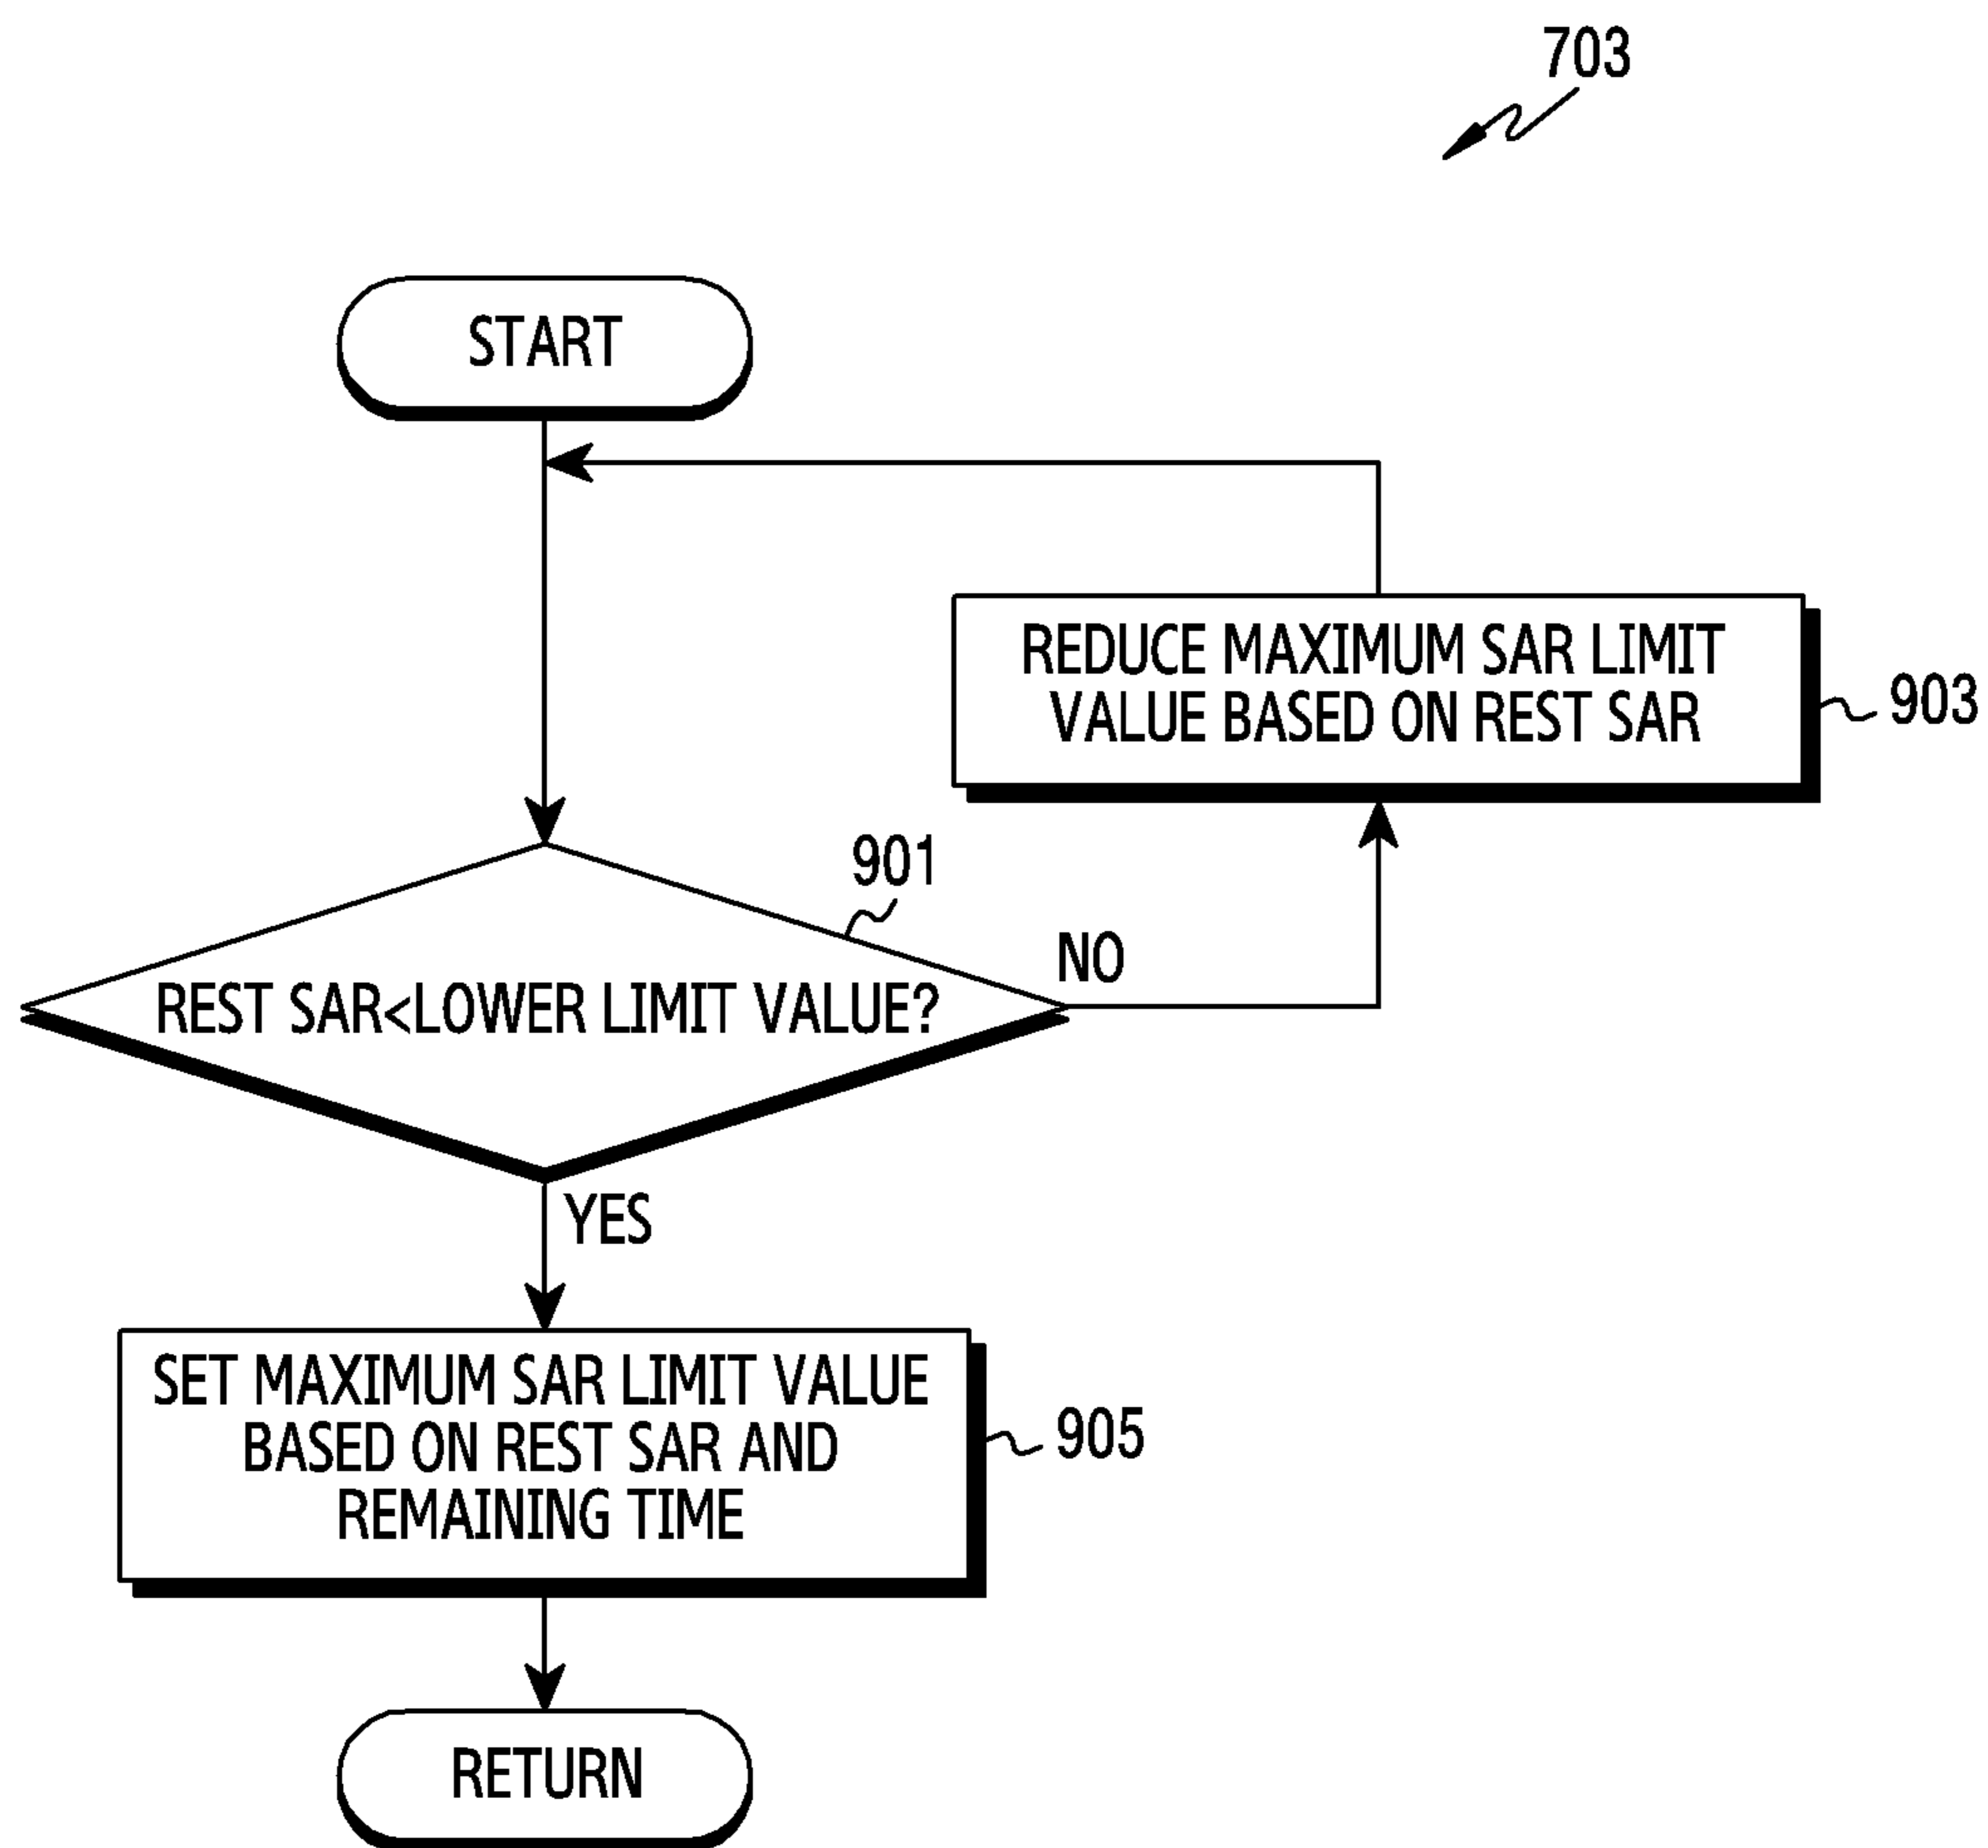 703
START
REDUCE MAXIMUM SAR LIMIT
VALUE BASED ON REST SAR
903
901
NO
REST SAR<LOWER LIMIT VALUE?
YES
SET MAXIMUM SAR LIMIT VALUE
BASED ON REST SAR AND
REMAINING TIME
905
RETURN